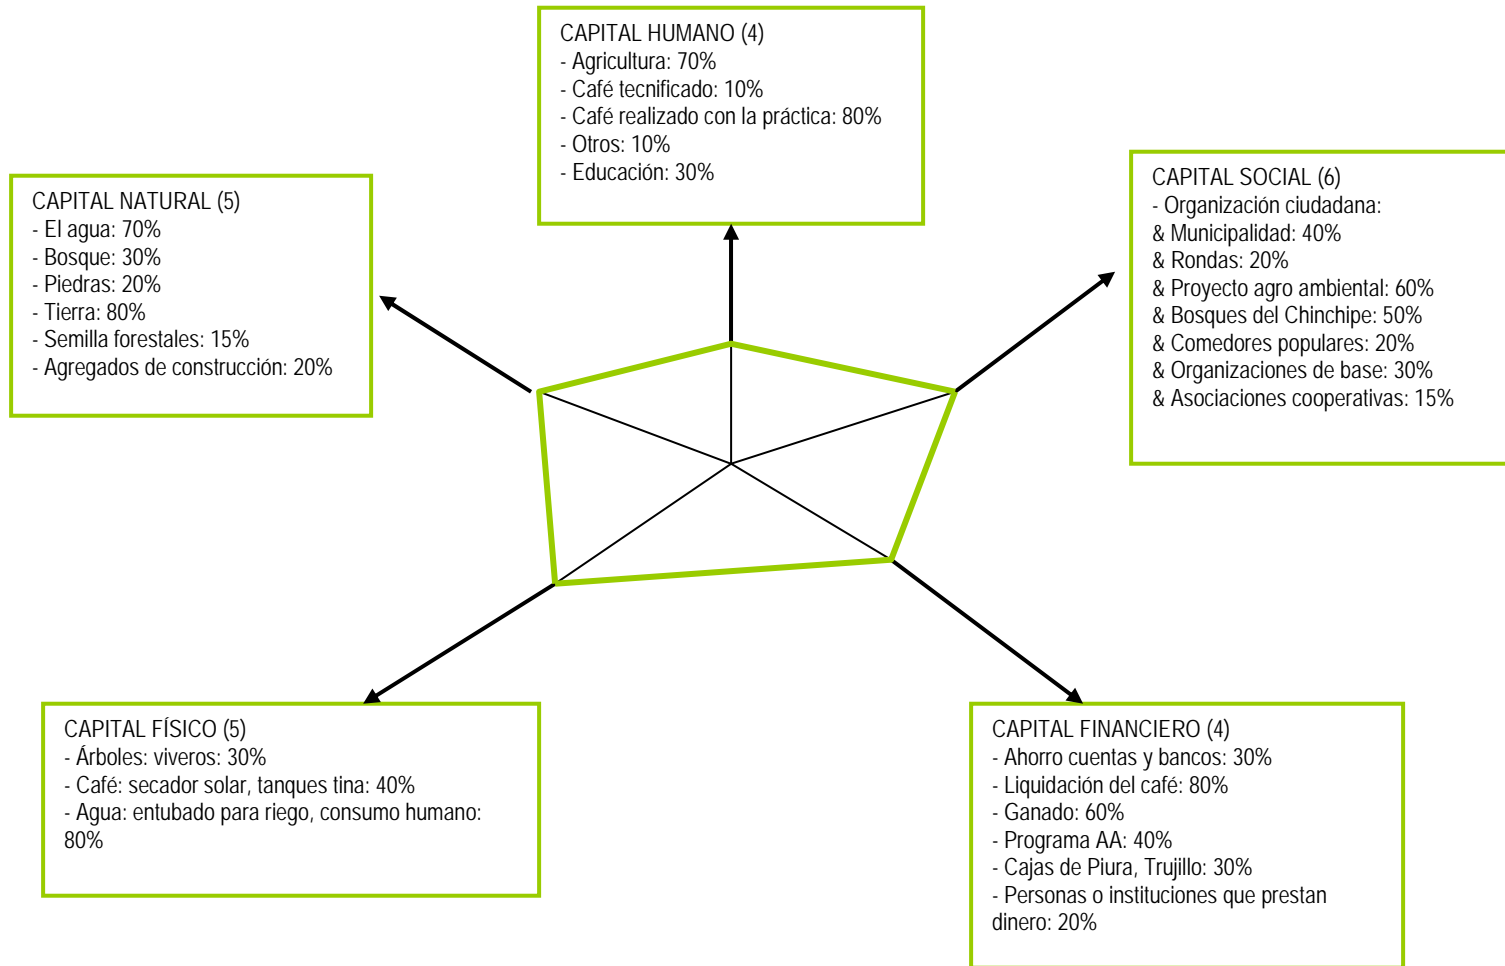 CAPITAL HUMANO (4)
- Agricultura: 70%
- Café tecnificado: 10%
- Café realizado con la práctica: 80%
- Otros: 10%
- Educación: 30%
CAPITAL NATURAL (5)
- El agua: 70%
- Bosque: 30%
- Piedras: 20%
- Tierra: 80%
- Semilla forestales: 15%
- Agregados de construcción: 20%
CAPITAL SOCIAL (6)
- Organización ciudadana:
& Municipalidad: 40%
& Rondas: 20%
& Proyecto agro ambiental: 60%
& Bosques del Chinchipe: 50%
& Comedores populares: 20%
& Organizaciones de base: 30%
& Asociaciones cooperativas: 15%
CAPITAL FÍSICO (5)
- Árboles: viveros: 30%
- Café: secador solar, tanques tina: 40%
- Agua: entubado para riego, consumo humano:
80%
CAPITAL FINANCIERO (4)
- Ahorro cuentas y bancos: 30%
- Liquidación del café: 80%
- Ganado: 60%
- Programa AA: 40%
- Cajas de Piura, Trujillo: 30%
- Personas o instituciones que prestan
dinero: 20%